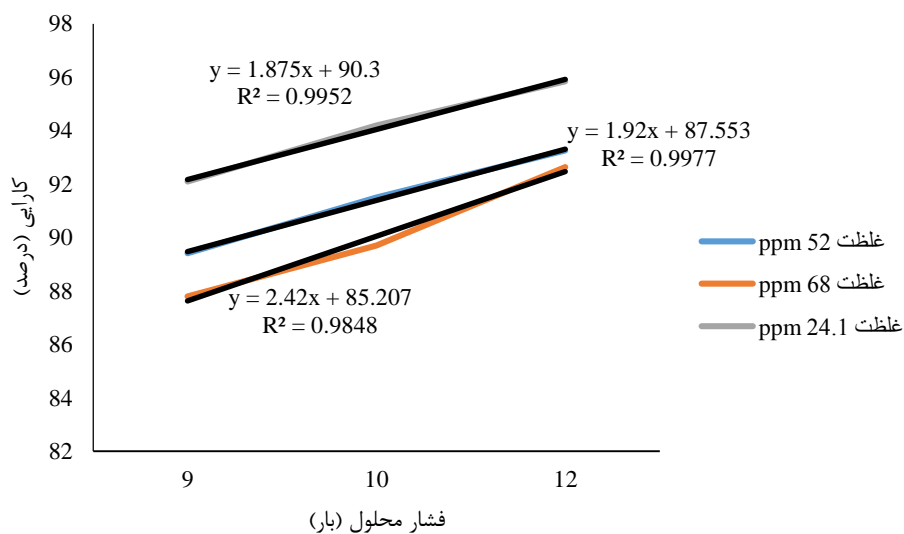 98
96
94
92
90
88
86
84
82
کارایی (درصد)
y = 1.875x + 90.3
R² = 0.9952
y = 1.92x + 87.553
R² = 0.9977
y = 2.42x + 85.207
R² = 0.9848
9 10 12
فشار محلول (بار)
غلظت 52 ppm
غلظت 68 ppm
غلظت 24.1 ppm